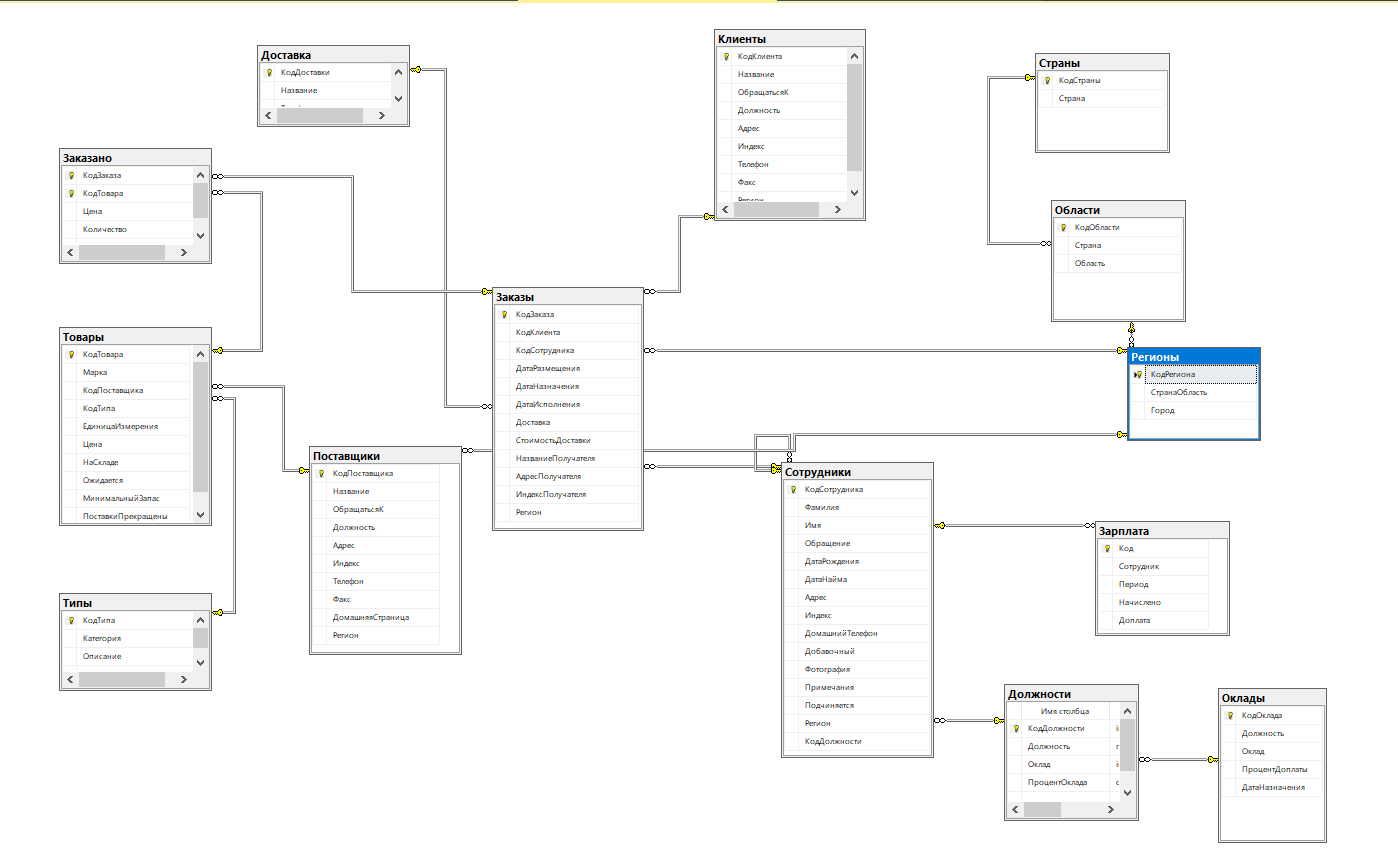 Доставка
КодДоставки
Название
Клиенты
КодКлиента
Название
ОбращатьсяК
Должность
Адрес
Индекс
Телефон
Факс
Регион
Страны
КодСтраны
Страна
Заказано
КодЗаказа
КодТовара
Цена
Количество
Области
КодОбласти
Страна
Область
Заказы
КодЗаказа
КодКлиента
КодСотрудника
ДатаРазмещения
ДатаНазначения
ДатаИсполнения
Доставка
СтоимостьДоставки
НазваниеПолучателя
АдресПолучателя
ИндексПолучателя
Регион
Товары
КодТовара
Марка
КодПоставщика
КодТипа
ЕдиницаИзмерения
Цена
НаСкладе
Ожидается
МинимальныйЗапас
ПоставкиПрекращены
Регионы
КодРегиона
СтранаОбласть
Город
Поставщики
КодПоставщика
Название
ОбращатьсяК
Должность
Адрес
Индекс
Телефон
Факс
ДомашняяСтраница
Регион
Сотрудники
КодСотрудника
Фамилия
Имя
Обращение
ДатаРождения
ДатаНайма
Адрес
Индекс
ДомашнийТелефон
Добавочный
Фотография
Примечания
Подчиняется
Регион
КодДолжности
Зарплата
Код
Сотрудник
Период
Начислено
Доплата
Типы
КодТипа
Категория
Описание
Должности
Имя столбца
КодДолжности
Должность
Оклад
ПроцентОклада
Оклады
КодОклада
Должность
Оклад
ПроцентДоплаты
ДатаНазначения